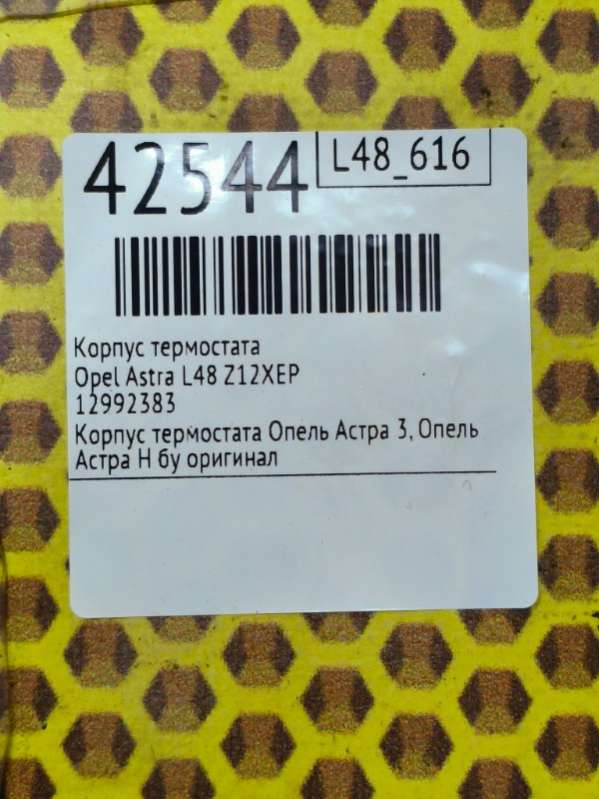 42544
L48_616
Корпус термостата
Opel Astra L48 Z12XEP
12992383
Корпус термостата Опель Астра 3, Опель
Астра H бу оригинал